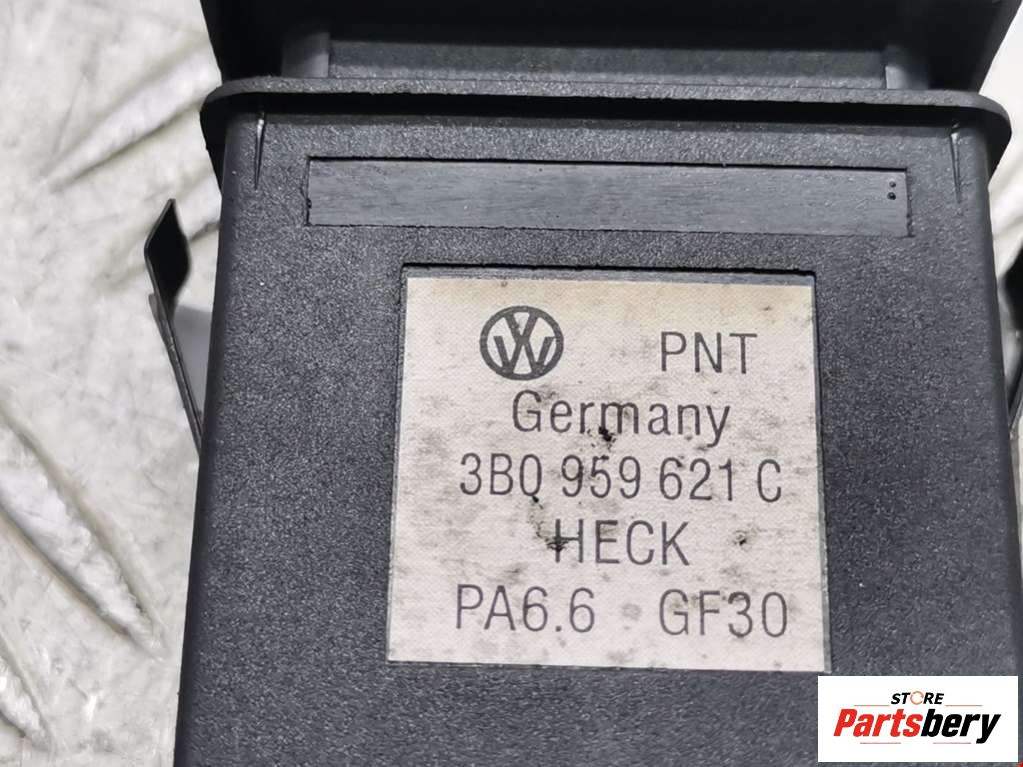 PNT
Germany
3B0 959 621 C
HECK
PA6.6 GF30
STORE
Partsbery